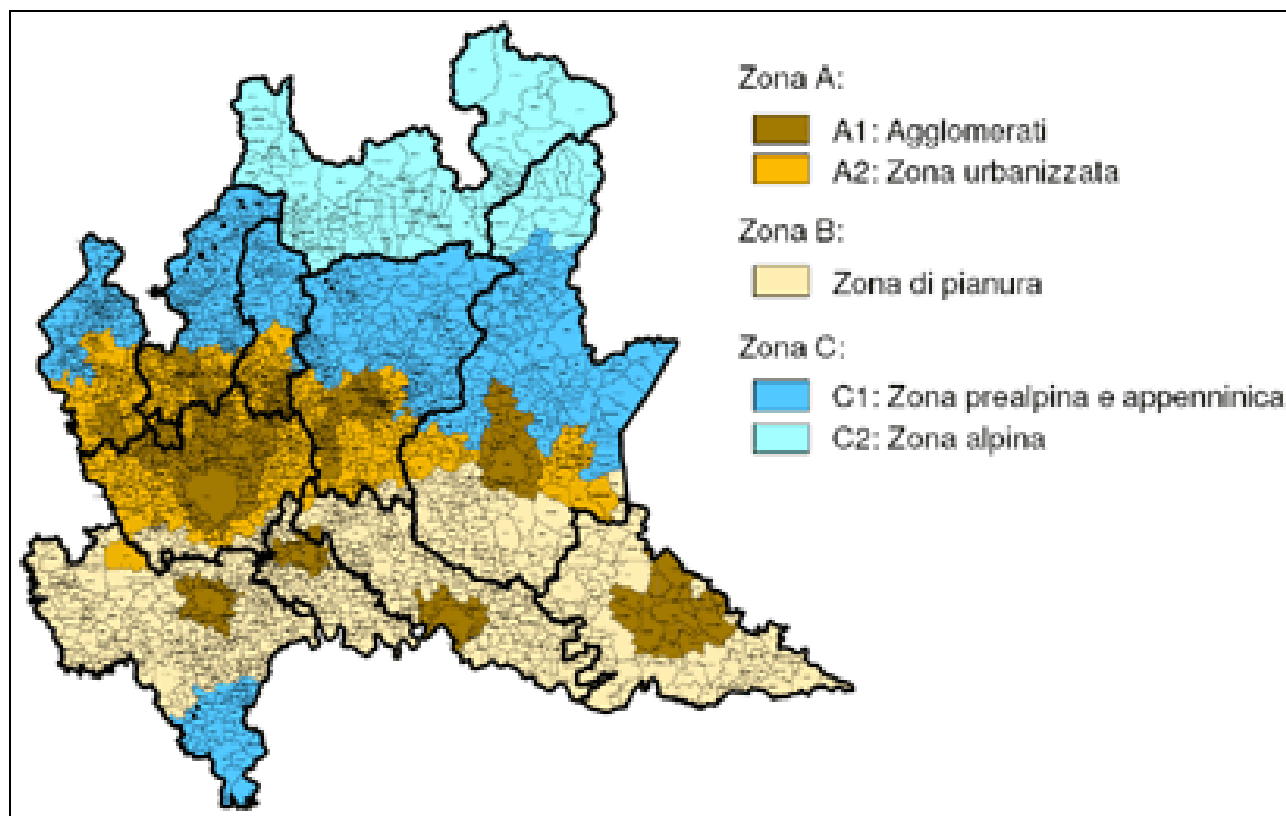 Zona A:
A1: Agglomerati
A2: Zona urbanizzata
Zona B:
Zona di pianura
Zona C:
C1: Zona prealpina e appenninica
C2: Zona alpina